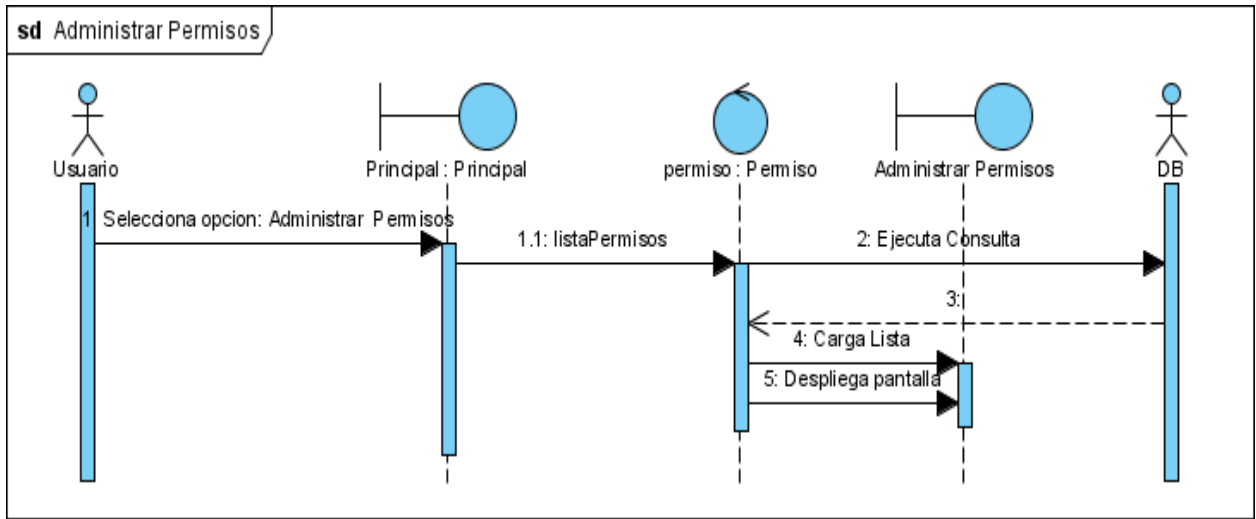 sd Administrar Permisos
Usuario
Principal : Principal
permiso : Permiso
Administrar Permisos
DB
1 Selecciona opcion: Administrar Permisos
1.1: listaPermisos
2: Ejecuta Consulta
3:
4: Carga Lista
5: Despliega pantalla